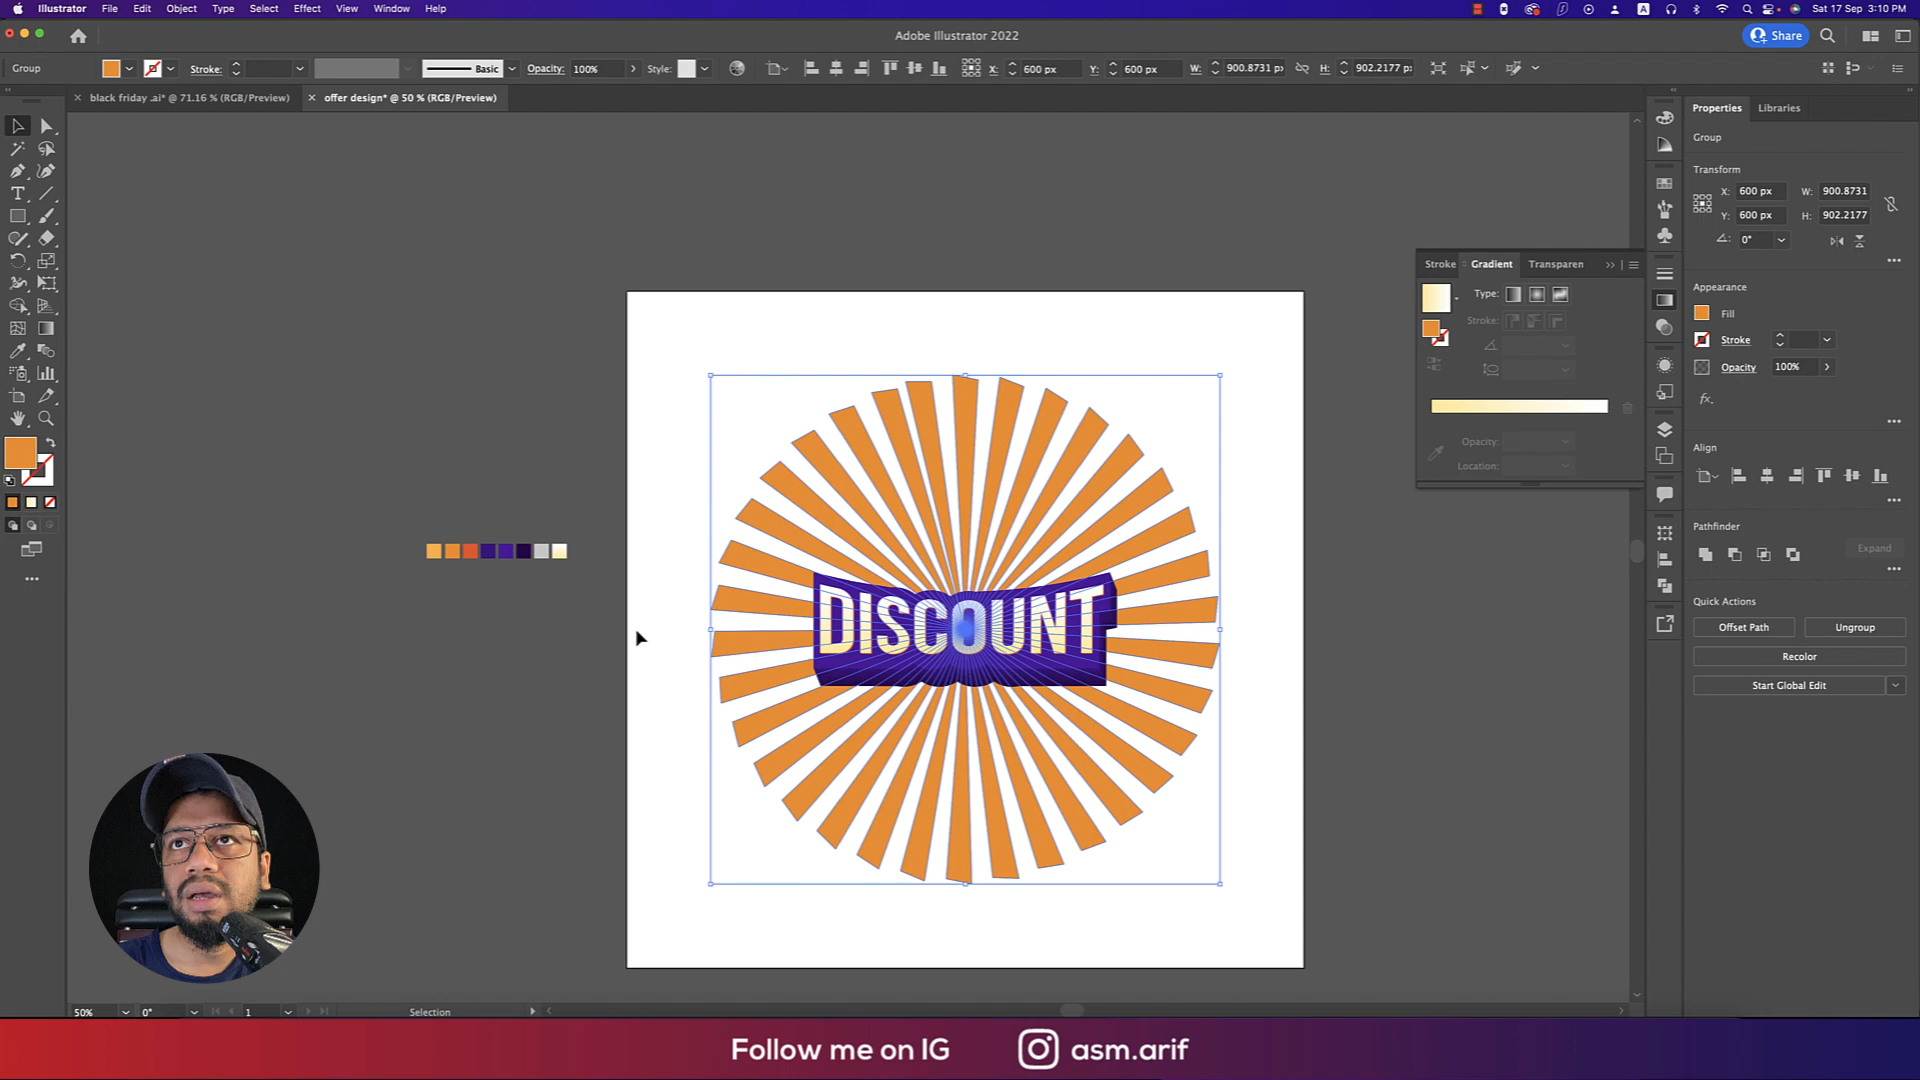 Illustrator File Edit Object Type Select Effect View Window Help
A
Sat 17 Sep 3:10 PM
Adobe Illustrator 2022
Share
Group
Stroke:
Basic
Opacity: 100%
Style:
X: 600 px
Y: 600 px
W: 900.8731 p
H: 902.2177 p
black friday .ai* @ 71.16 % (RGB/Preview)
offer design* @ 50 % (RGB/Preview)
Properties
Libraries
Group
Transform
X: 600 px W: 900.8731
Y: 600 px H: 902.2177
0°
Stroke
Gradient
Transparen
Type:
Stroke:
Opacity:
Location:
Appearance
Fill
Stroke
Opacity 100%
fx.
Align
Pathfinder
Expand
Quick Actions
Offset Path
Ungroup
Recolor
Start Global Edit
DISCOUNT
50%
0°
1
Selection
Follow me on IG
asm.arif